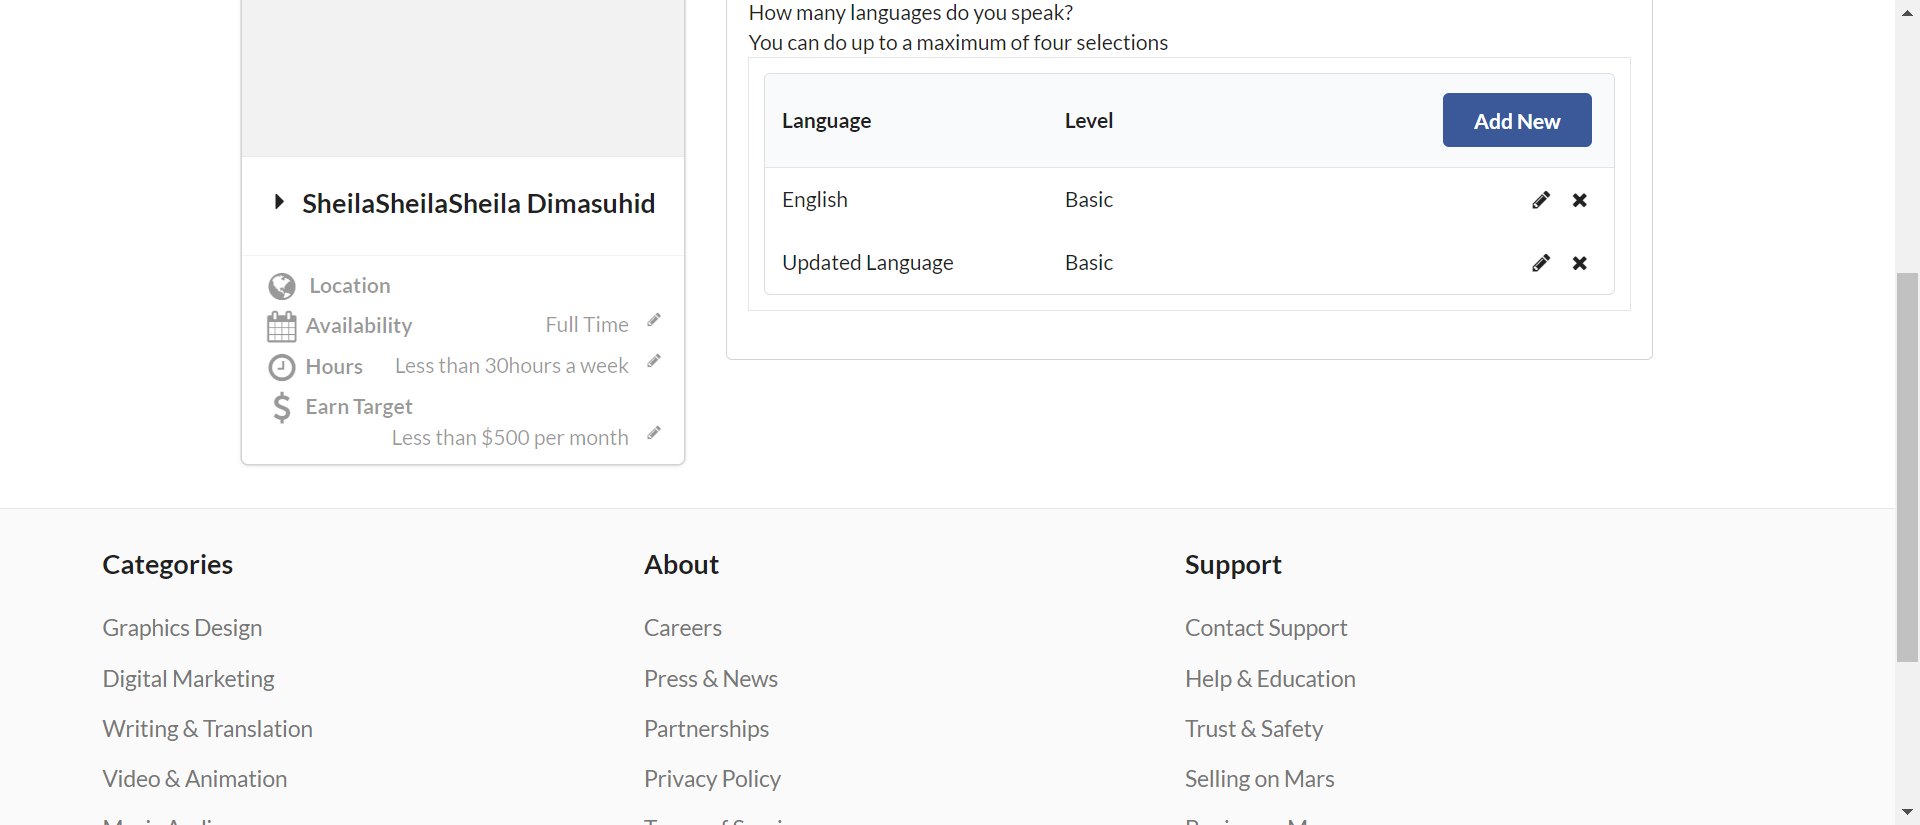 How many languages do you speak?
You can do up to a maximum of four selections
Language Level Add New
English Basic
Updated Language Basic
SheilaSheilaSheila Dimasuhid
Location
Availability Full Time
Hours Less than 30hours a week
Earn Target
Less than $500 per month
Categories
Graphics Design
Digital Marketing
Writing & Translation
Video & Animation
About
Careers
Press & News
Partnerships
Privacy Policy
Support
Contact Support
Help & Education
Trust & Safety
Selling on Mars